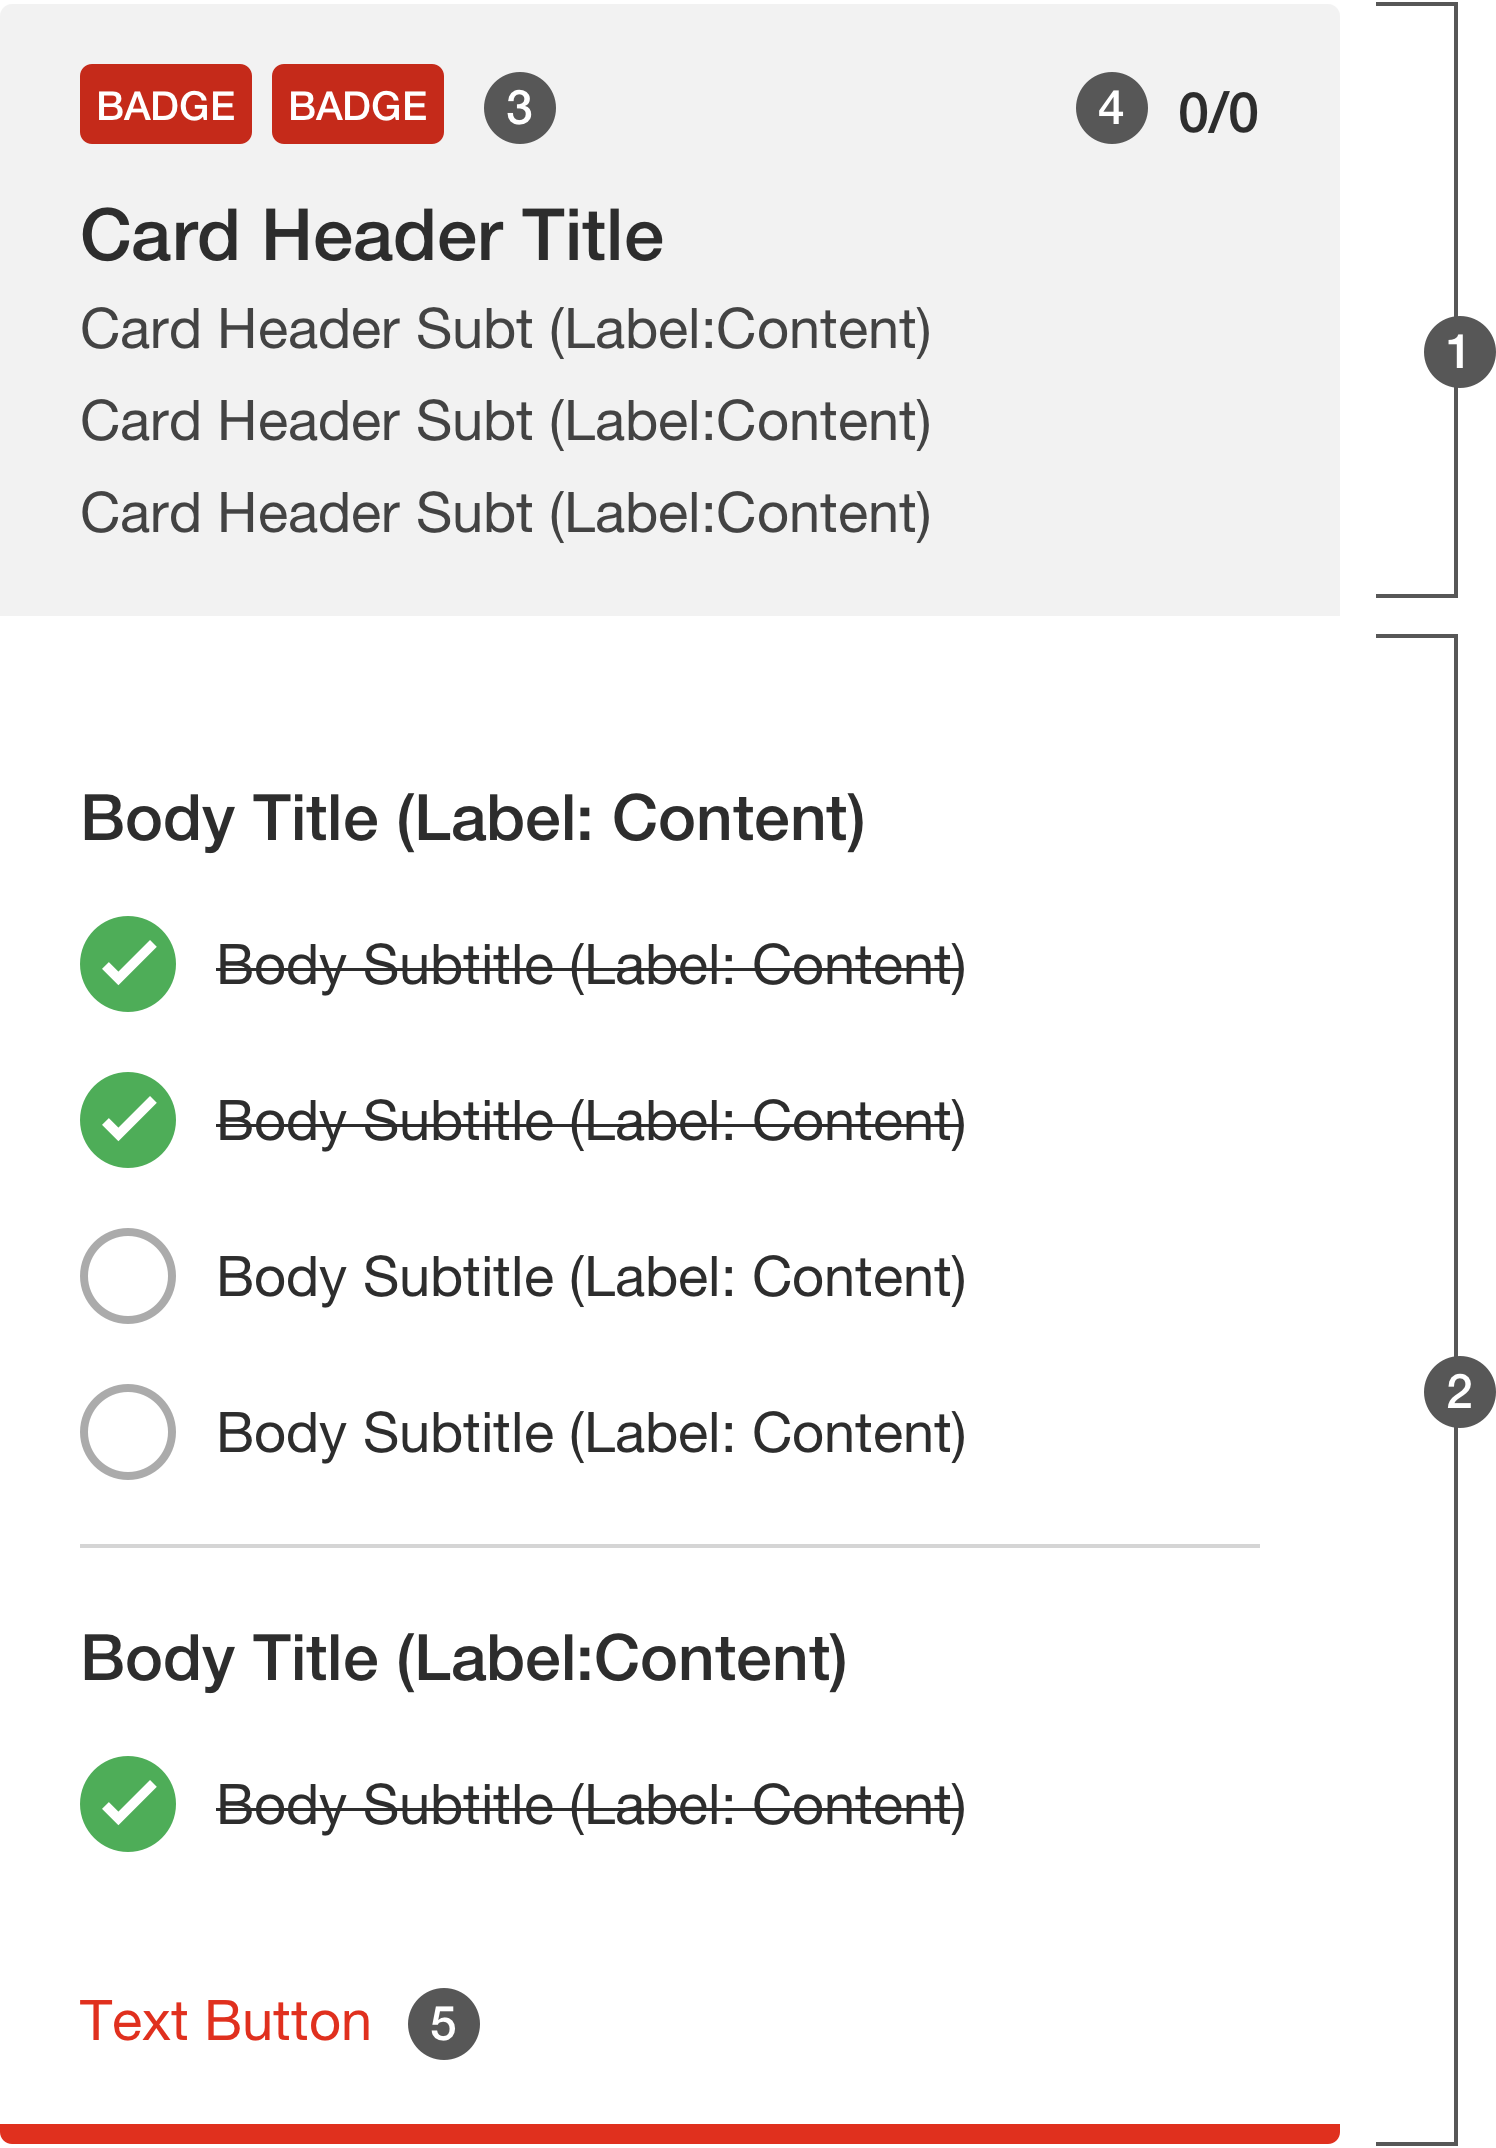 BADGE BADGE 3 4 0/0
Card Header Title
Card Header Subt (Label:Content)
1
Card Header Subt (Label:Content)
Card Header Subt (Label:Content)
Body Title (Label: Content)
Body Subtitle (Label: Content)
Body Subtitle (Label: Content)
Body Subtitle (Label: Content)
2
Body Subtitle (Label: Content)
Body Title (Label:Content)
Body Subtitle (Label: Content)
Text Button 5